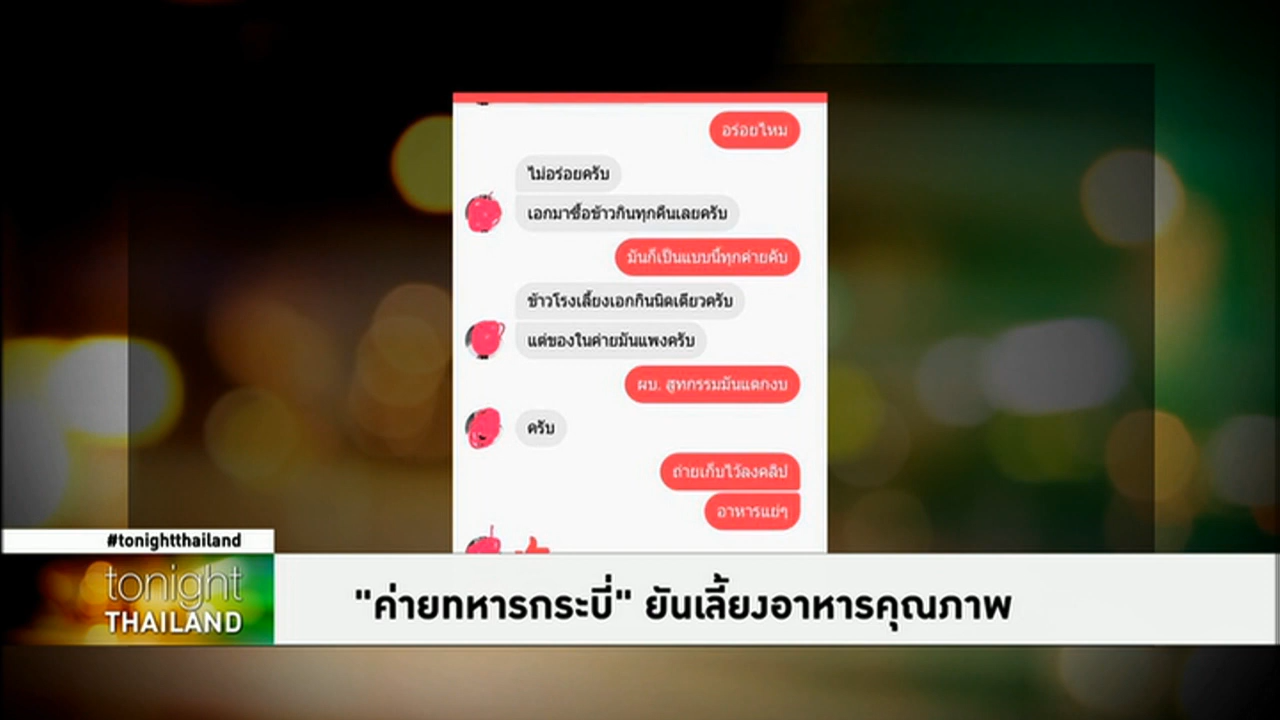 อร่อยไหม
ไม่อร่อยครับ
เอกมาซื้อข้าวกินทุกคืนเลยครับ
มันก็เป็นแบบนี้ทุกค่ายคับ
ข้าวโรงเลี้ยงเอกกินนิดเดียวครับ
แต่ของในค่ายมันแพงครับ
ผบ. สูทกรรมมันแดกงบ
ครับ
ถ่ายเก็บไว้ลงคลิป
อาหารแย่ๆ
#tonightthailand
tonight
THAILAND
"ค่ายทหารกระบี่" ยันเลี้ยงอาหารคุณภาพ